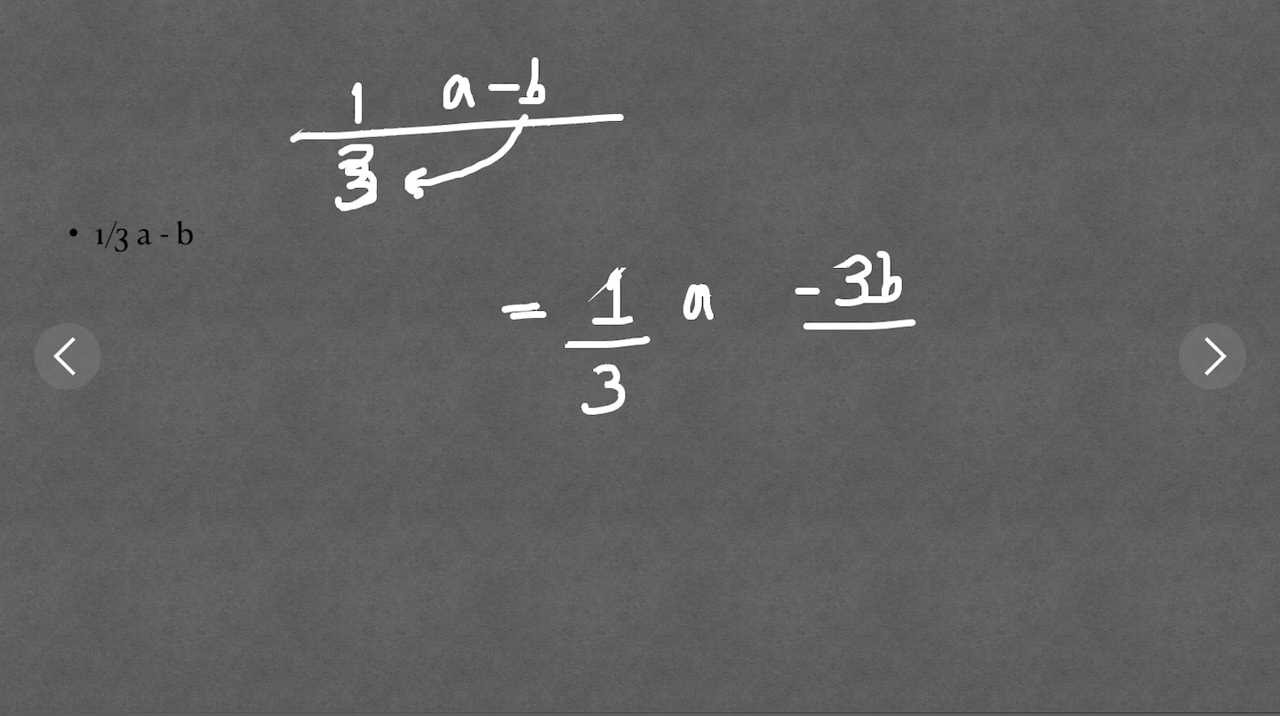 1 a - b
3
• 1/3 a - b
= 1 a - 3b
3